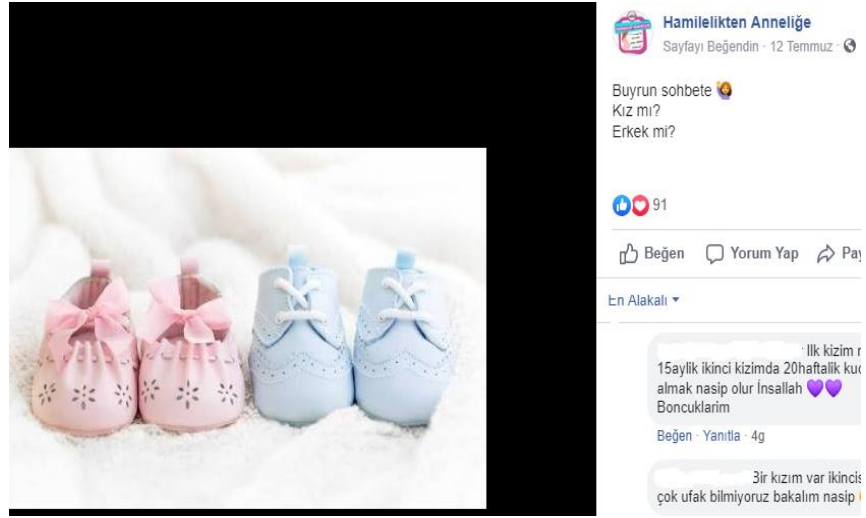 Hamilelikten Anneliğe
Sayfayı Beğendin · 12 Temmuz ·
Buyrun sohbete
Kız mı?
Erkek mi?
91
Beğen Yorum Yap
En Alakalı
Ilk kizim
15aylik ikinci kizimda 20haftalik
almak nasip olur İnsallah
Boncuklarim
Beğen · Yanıtla · 4g
Bir kızım var
çok ufak bilmiyoruz bakalım nasip